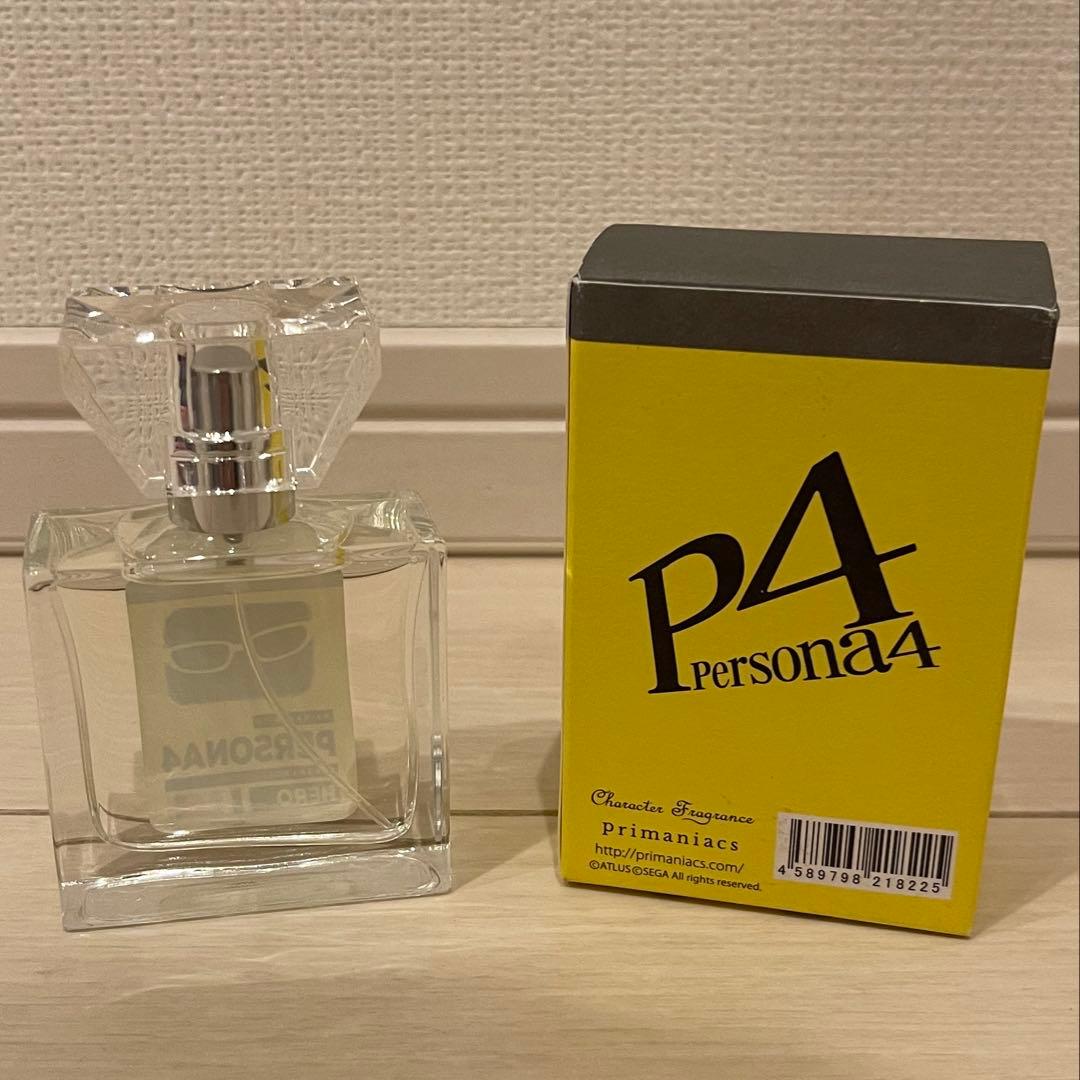 P4
Persona4
Character Fragrance
primaniacs
http://primaniacs.com/
©ATLUS ©SEGA All rights reserved.
4 589798 218225
PERSONA4
HERO